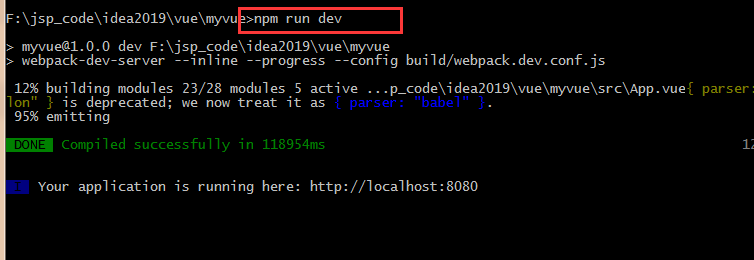 F:\jsp_code\idea2019\vue\myvue>npm run dev
> myvue@1.0.0 dev F:\jsp_code\idea2019\vue\myvue
> webpack-dev-server --inline --progress --config build/webpack.dev.conf.js
12% building modules 23/28 modules 5 active ...p_code\idea2019\vue\myvue\src\App.vue{ parser:
lon" } is deprecated; we now treat it as { parser: "babel" }.
95% emitting
DONE Compiled successfully in 118954ms 12
I Your application is running here: http://localhost:8080